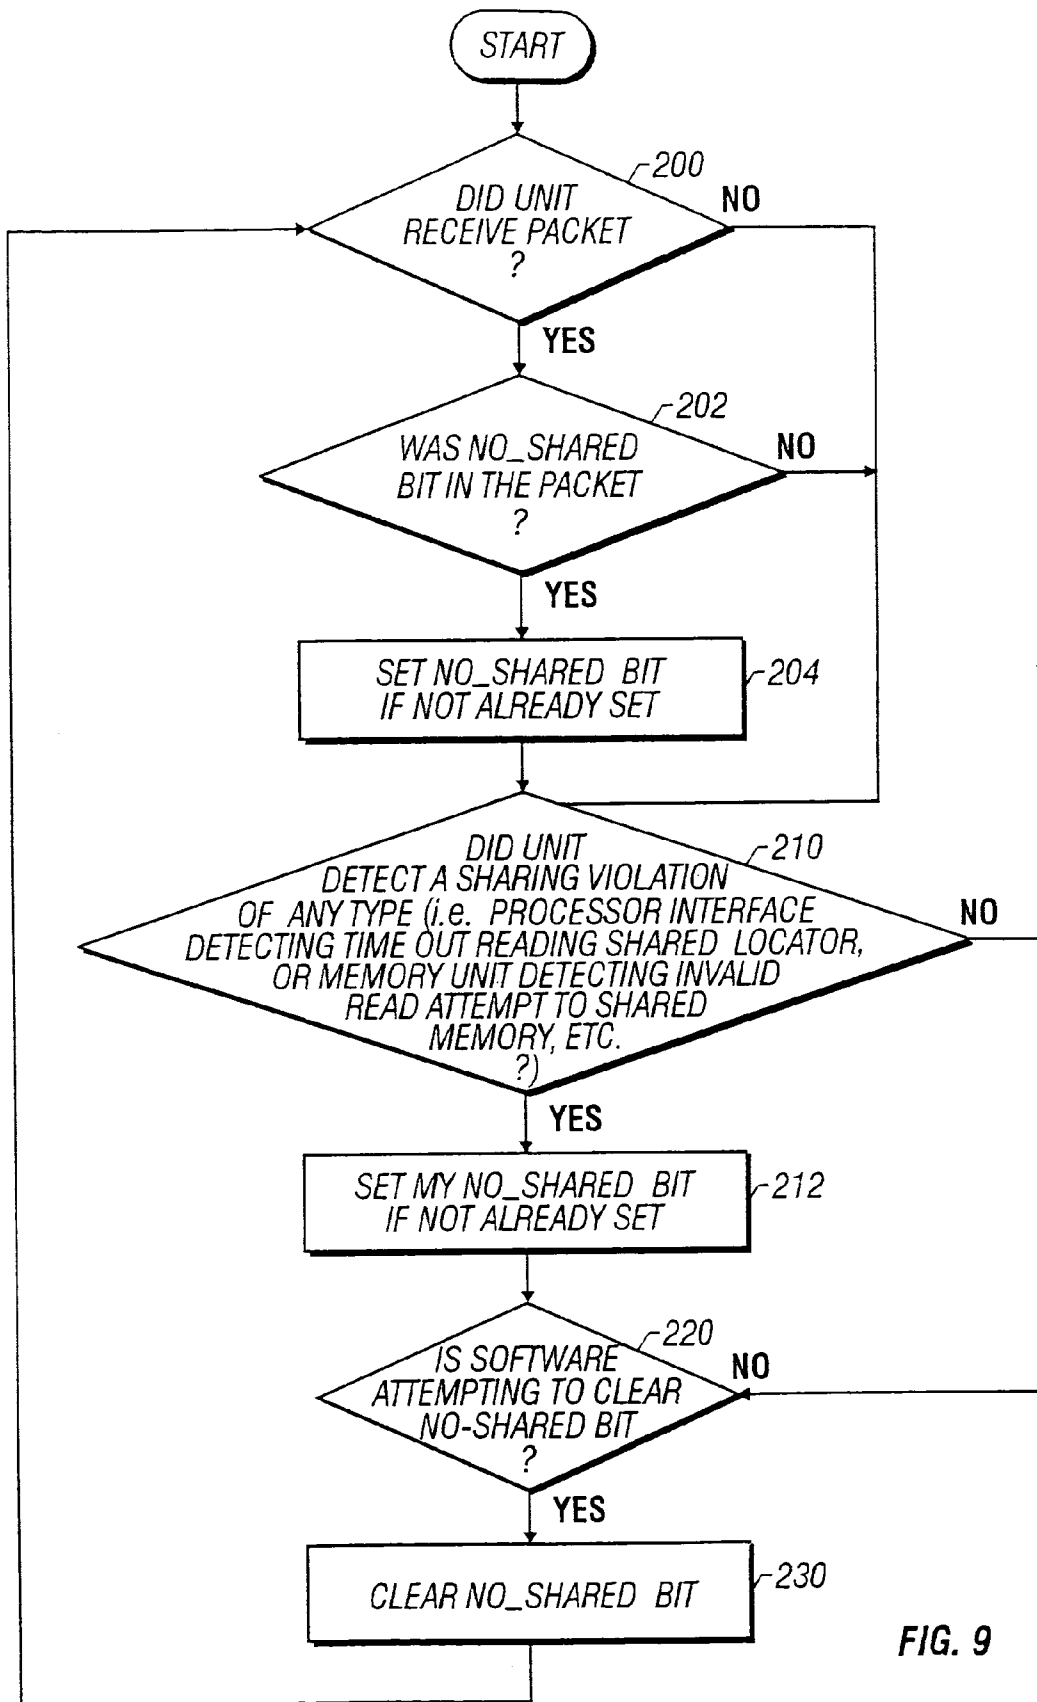 START
200
DID UNIT
RECEIVE PACKET
?
NO
YES
202
WAS NO_SHARED
BIT IN THE PACKET
?
NO
YES
SET NO_SHARED BIT
IF NOT ALREADY SET
204
210
DID UNIT
DETECT A SHARING VIOLATION
OF ANY TYPE (i.e. PROCESSOR INTERFACE
DETECTING TIME OUT READING SHARED LOCATOR,
OR MEMORY UNIT DETECTING INVALID
READ ATTEMPT TO SHARED
MEMORY, ETC.
?)
NO
YES
SET MY NO_SHARED BIT
IF NOT ALREADY SET
212
220
IS SOFTWARE
ATTEMPTING TO CLEAR
NO-SHARED BIT
?
NO
YES
CLEAR NO_SHARED BIT
230
FIG. 9